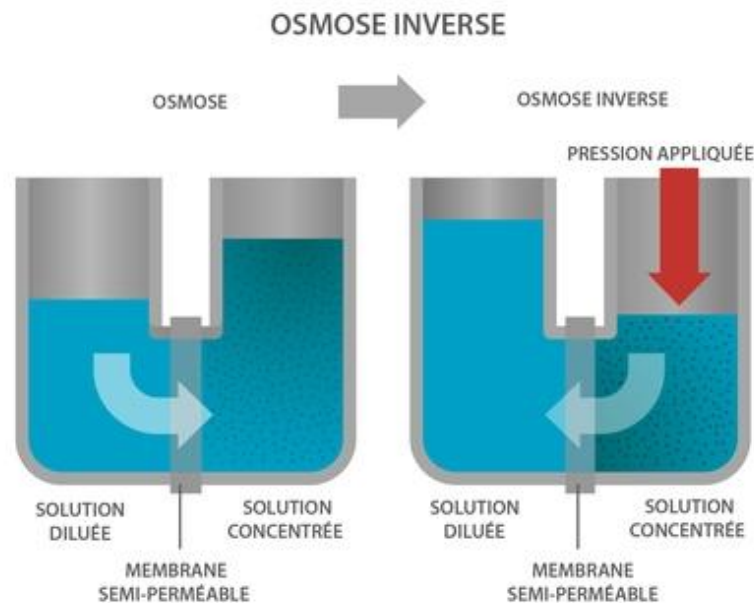 OSMOSE INVERSE
OSMOSE
OSMOSE INVERSE
PRESSION APPLIQUÉE
SOLUTION
DILUÉE
SOLUTION
CONCENTRÉE
MEMBRANE
SEMI-PERMÉABLE
SOLUTION
DILUÉE
SOLUTION
CONCENTRÉE
MEMBRANE
SEMI-PERMÉABLE